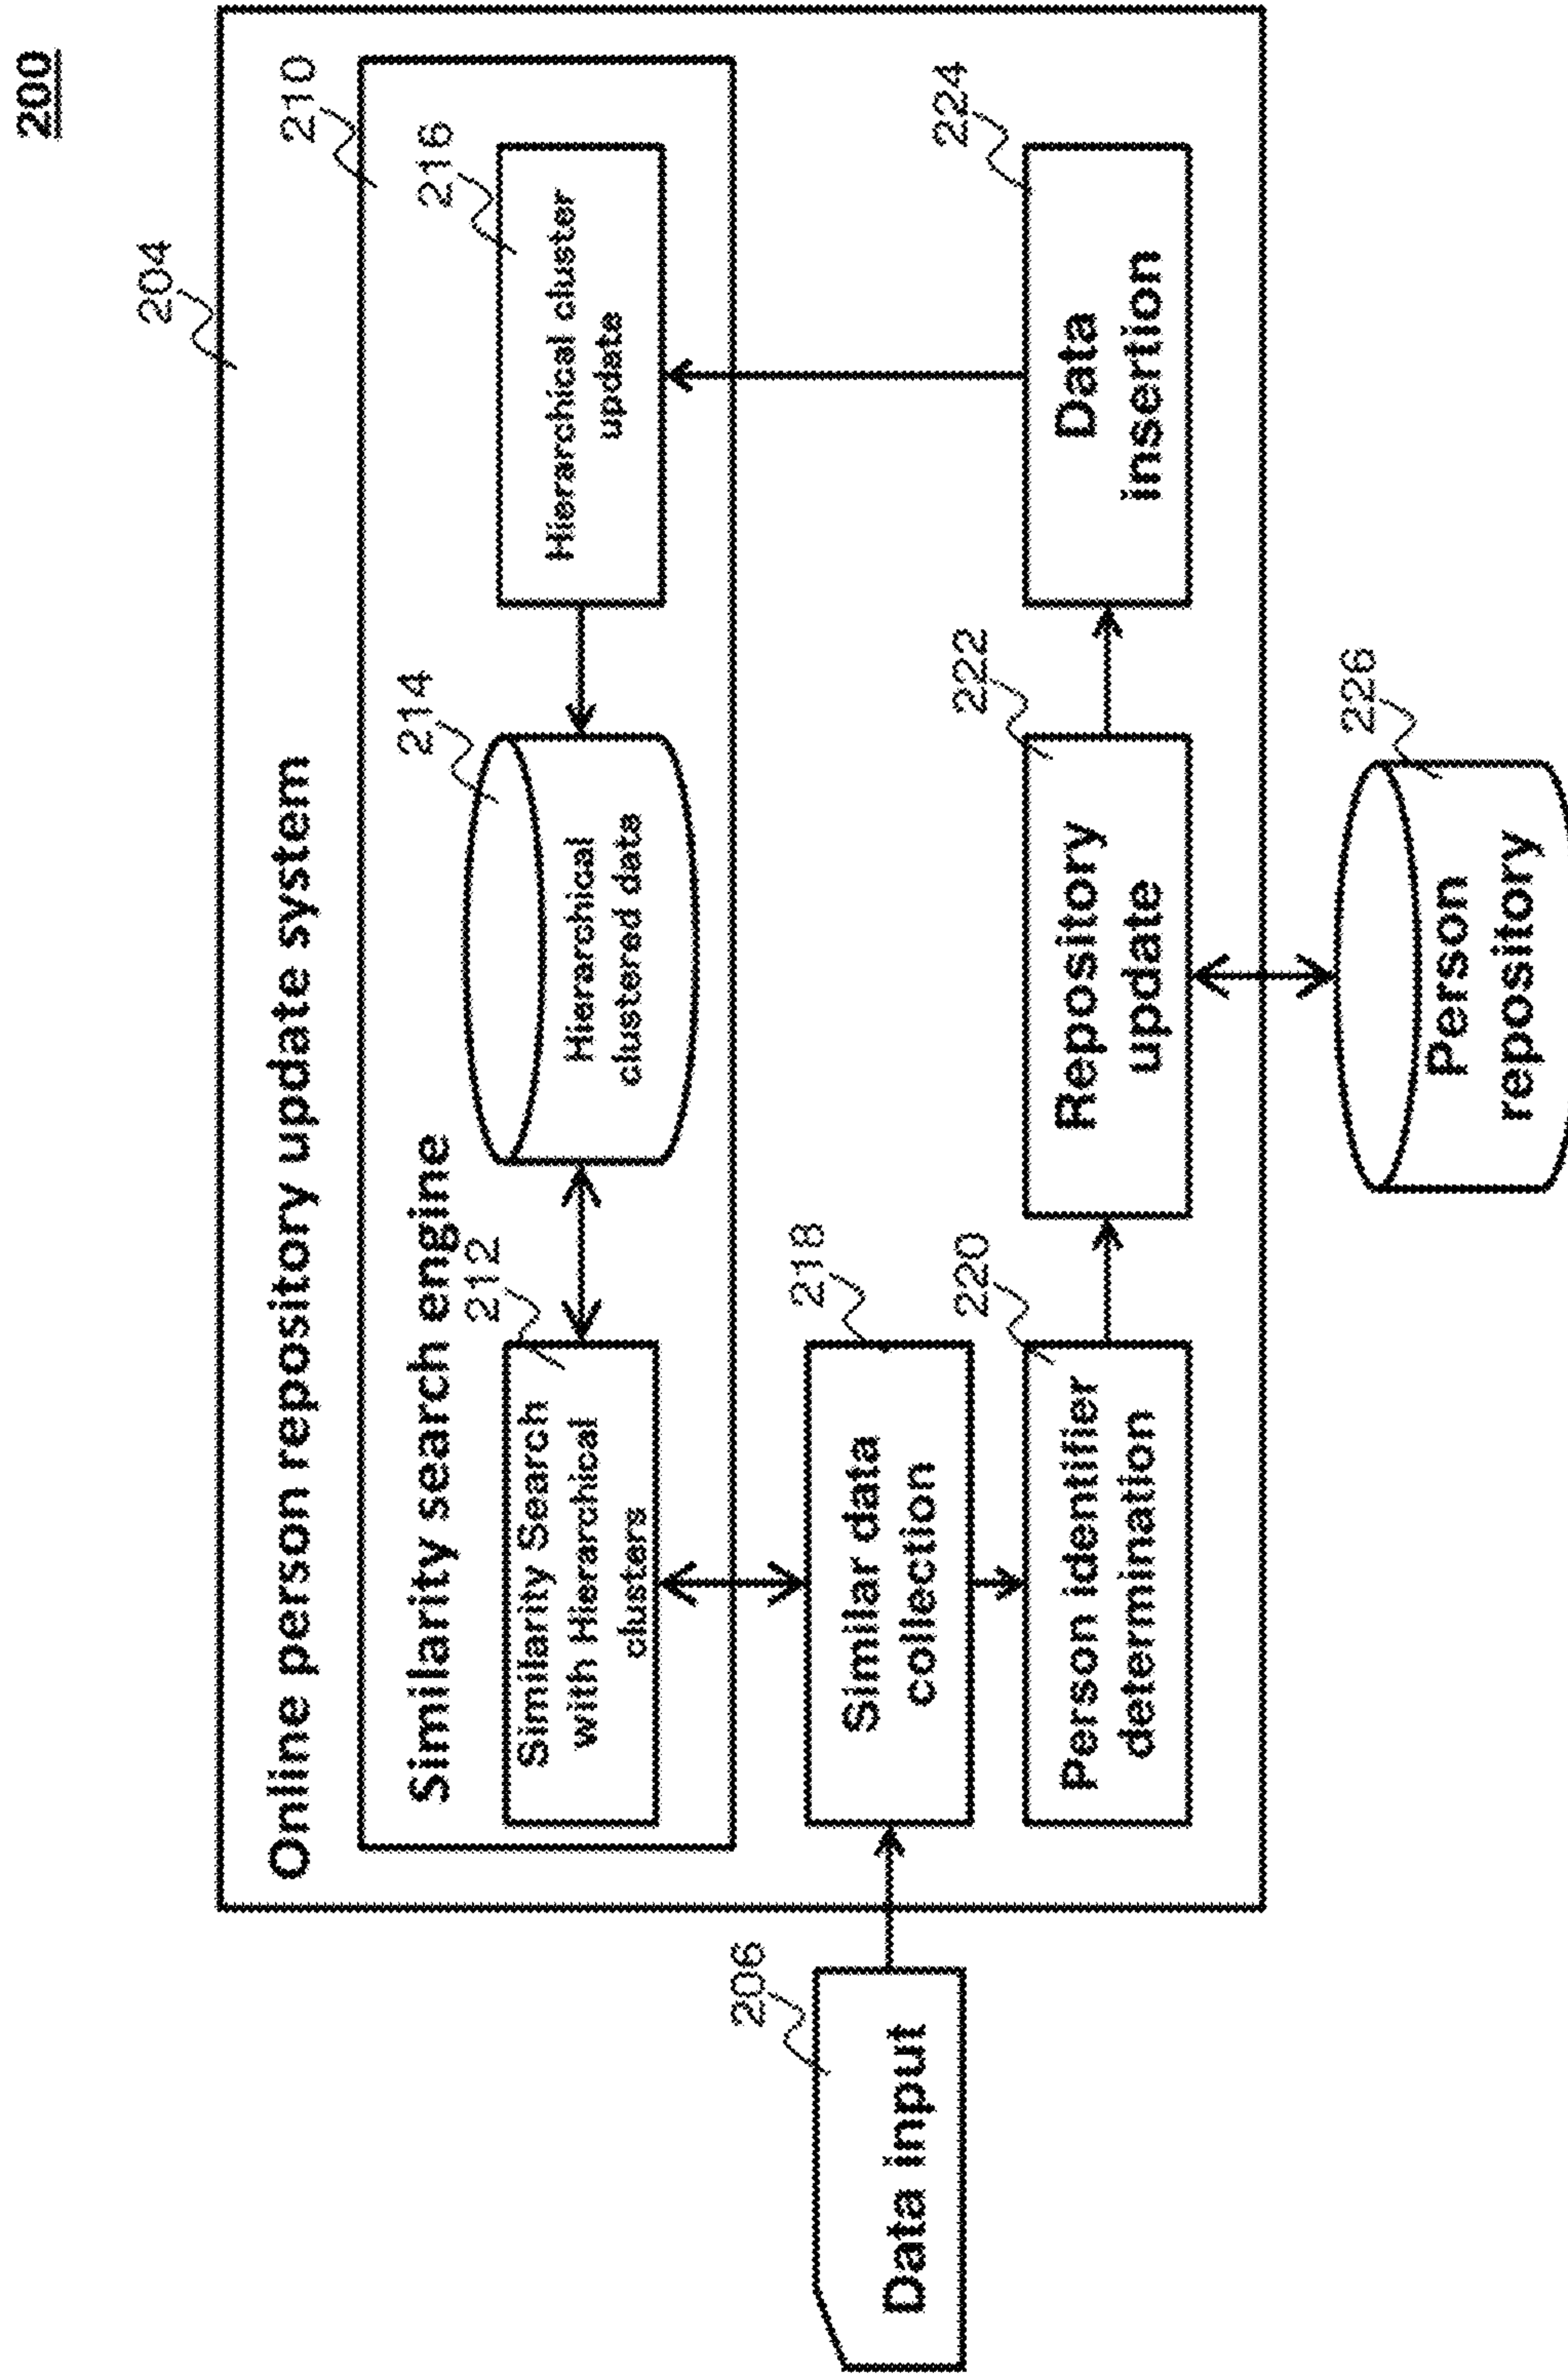 200
204
Online person repository update system
210
Similarity search engine
212
Similarity Search
with Hierarchical
clusters
214
Hierarchical
clustered data
216
Hierarchical cluster
update
206
Data input
218
Similar data
collection
220
Person identifier
determination
222
Repository
update
224
Data
insertion
226
Person
repository